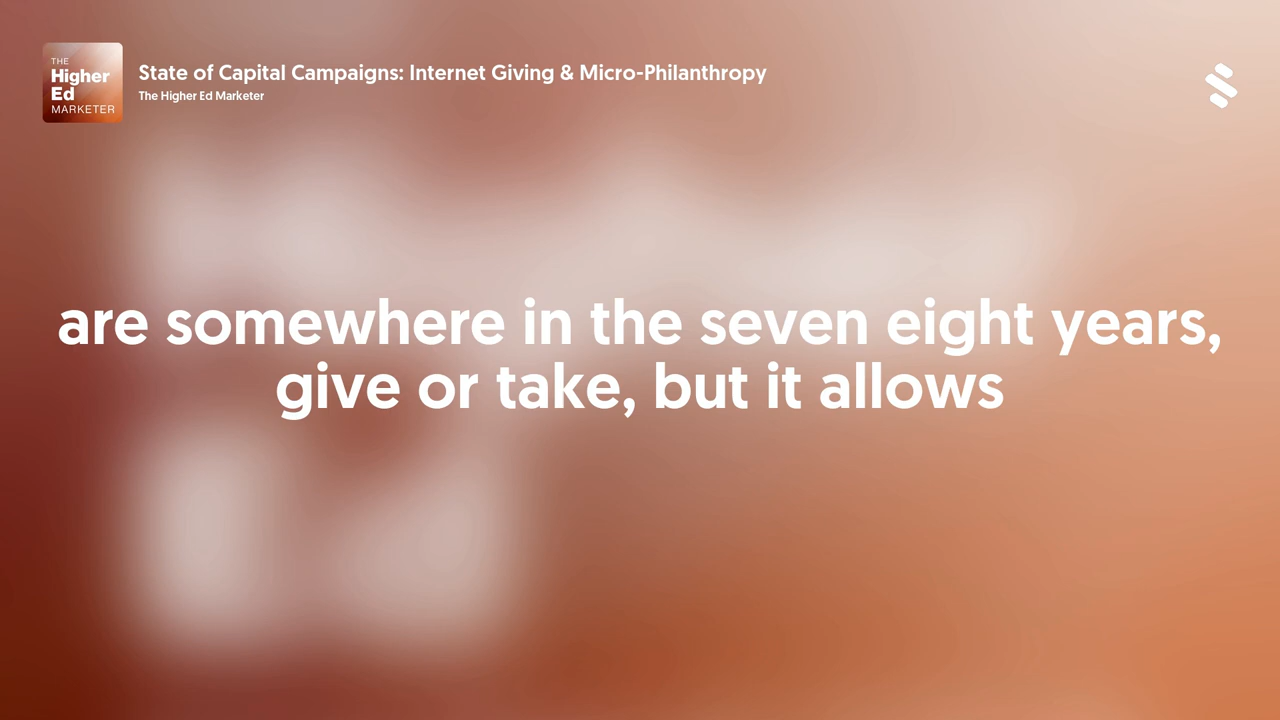 THE
Higher
Ed
MARKETER
State of Capital Campaigns: Internet Giving & Micro-Philanthropy
The Higher Ed Marketer
are somewhere in the seven eight years,
give or take, but it allows